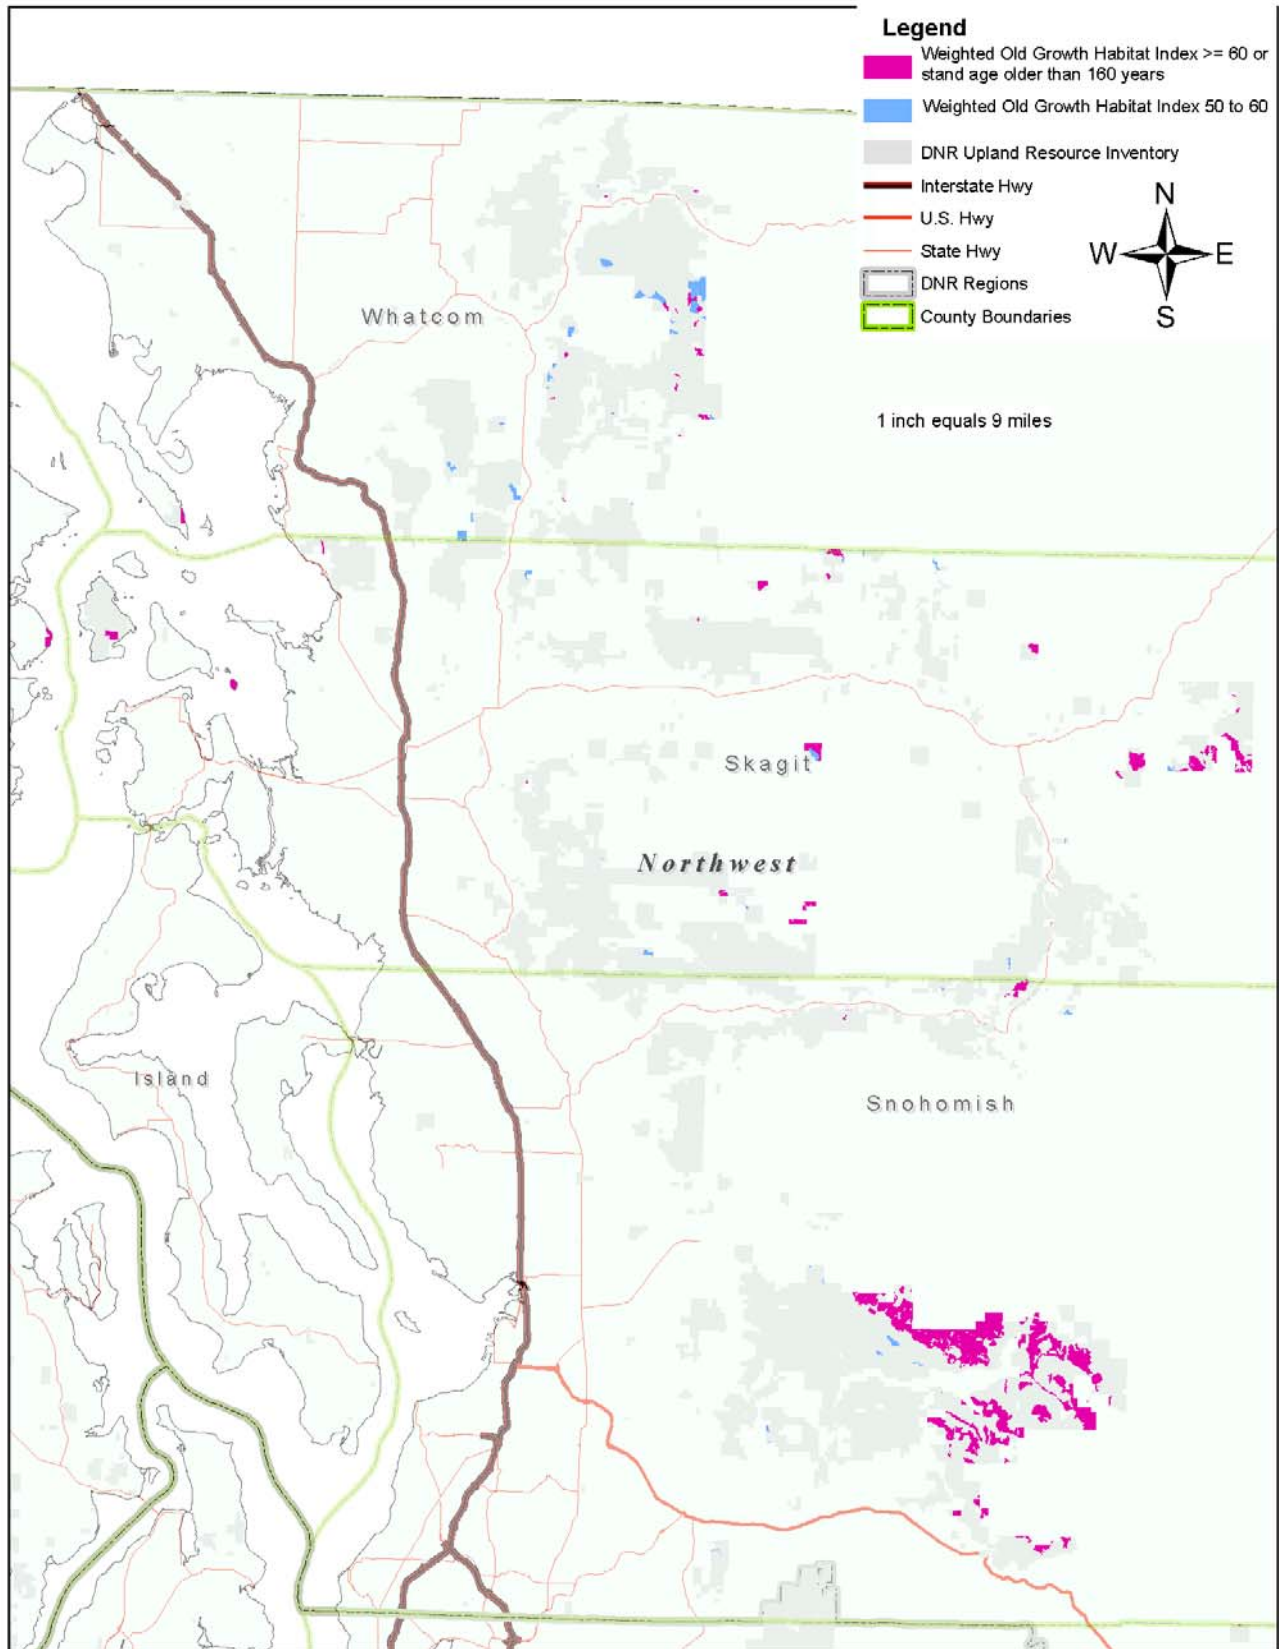 Legend
Weighted Old Growth Habitat Index >= 60 or
stand age older than 160 years
Weighted Old Growth Habitat Index 50 to 60
DNR Upland Resource Inventory
Interstate Hwy
U.S. Hwy
State Hwy
DNR Regions
County Boundaries
N
W E
S
Whatcom
1 inch equals 9 miles
Skagit
Northwest
Island
Snohomish